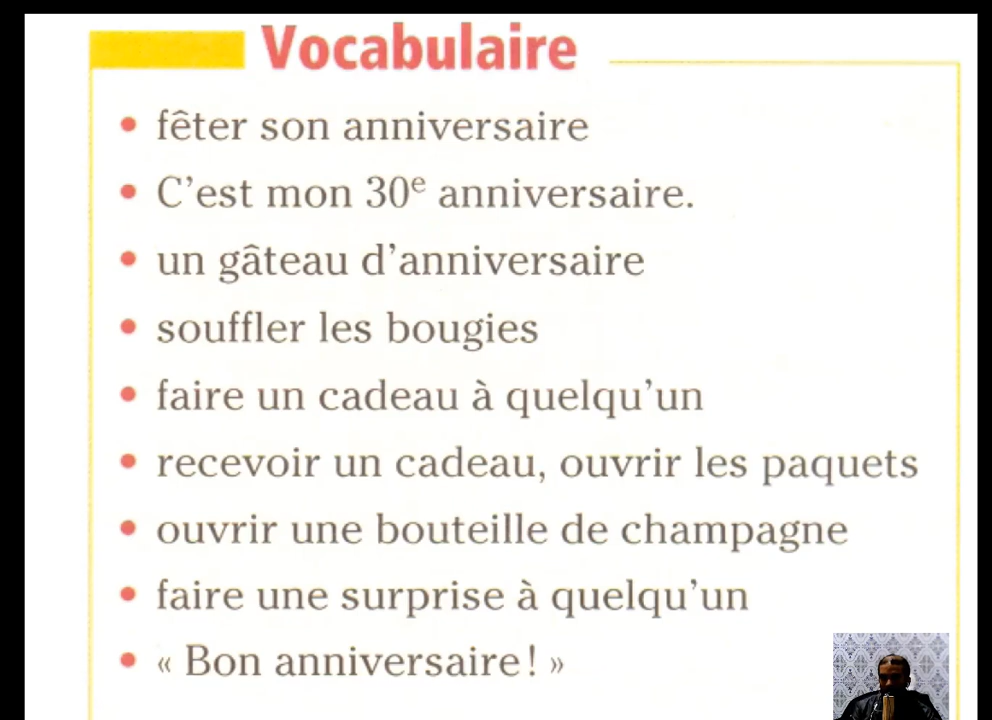 Vocabulaire
• fêter son anniversaire
• C’est mon 30e anniversaire.
• un gâteau d’anniversaire
• souffler les bougies
• faire un cadeau à quelqu’un
• recevoir un cadeau, ouvrir les paquets
• ouvrir une bouteille de champagne
• faire une surprise à quelqu’un
• « Bon anniversaire ! »